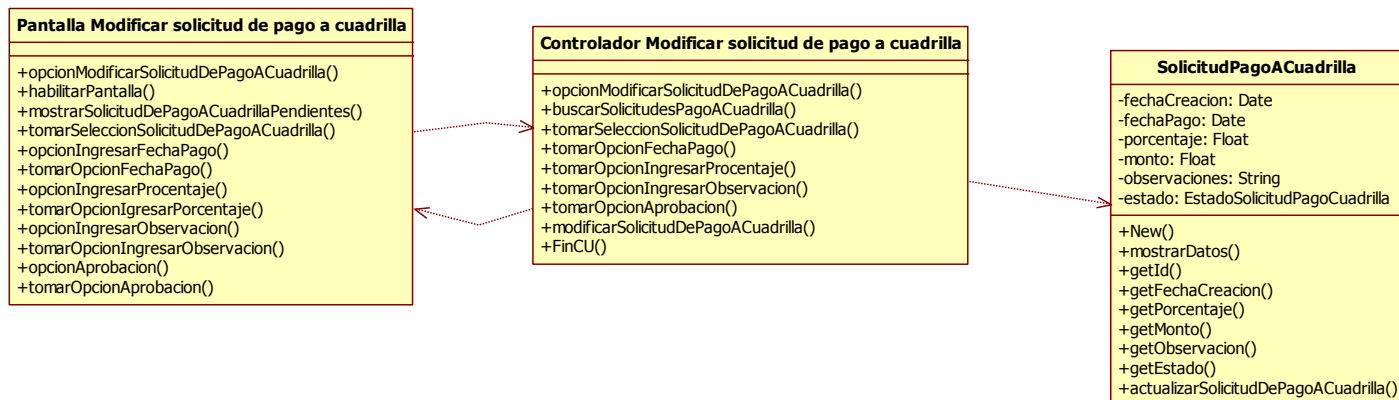 Pantalla Modificar solicitud de pago a cuadrilla
+opcionModificarSolicitudDePagoACuadrilla()
+habilitarPantalla()
+mostrarSolicitudDePagoACuadrillaPendientes()
+tomarSeleccionSolicitudDePagoACuadrilla()
+opcionIngresarFechaPago()
+tomarOpcionFechaPago()
+opcionIngresarProcentaje()
+tomarOpcionIgresarPorcentaje()
+opcionIngresarObservacion()
+tomarOpcionIngresarObservacion()
+opcionAprobacion()
+tomarOpcionAprobacion()
Controlador Modificar solicitud de pago a cuadrilla
+opcionModificarSolicitudDePagoACuadrilla()
+buscarSolicitudesPagoACuadrilla()
+tomarSeleccionSolicitudDePagoACuadrilla()
+tomarOpcionFechaPago()
+tomarOpcionIngresarProcentaje()
+tomarOpcionIngresarObservacion()
+tomarOpcionAprobacion()
+modificarSolicitudDePagoACuadrilla()
+FinCU()
SolicitudPagoACuadrilla
-fechaCreacion: Date
-fechaPago: Date
-porcentaje: Float
-monto: Float
-observaciones: String
-estado: EstadoSolicitudPagoCuadrilla
+New()
+mostrarDatos()
+getId()
+getFechaCreacion()
+getPorcentaje()
+getMonto()
+getObservacion()
+getEstado()
+actualizarSolicitudDePagoACuadrilla()